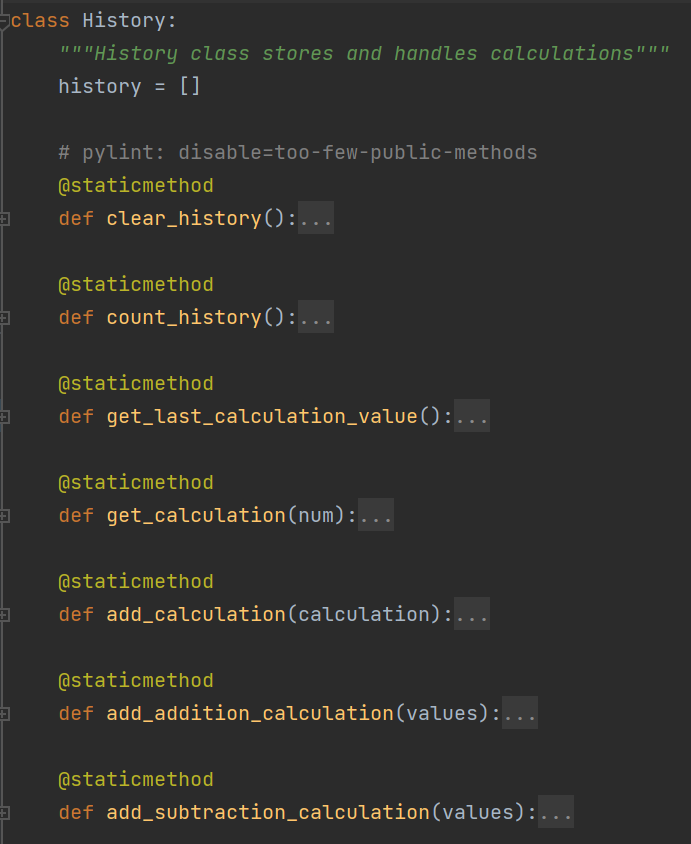 class History:
    """History class stores and handles calculations"""
    history = []
    # pylint: disable=too-few-public-methods
    @staticmethod
    def clear_history():...
    @staticmethod
    def count_history():...
    @staticmethod
    def get_last_calculation_value():...
    @staticmethod
    def get_calculation(num):...
    @staticmethod
    def add_calculation(calculation):...
    @staticmethod
    def add_addition_calculation(values):...
    @staticmethod
    def add_subtraction_calculation(values):...